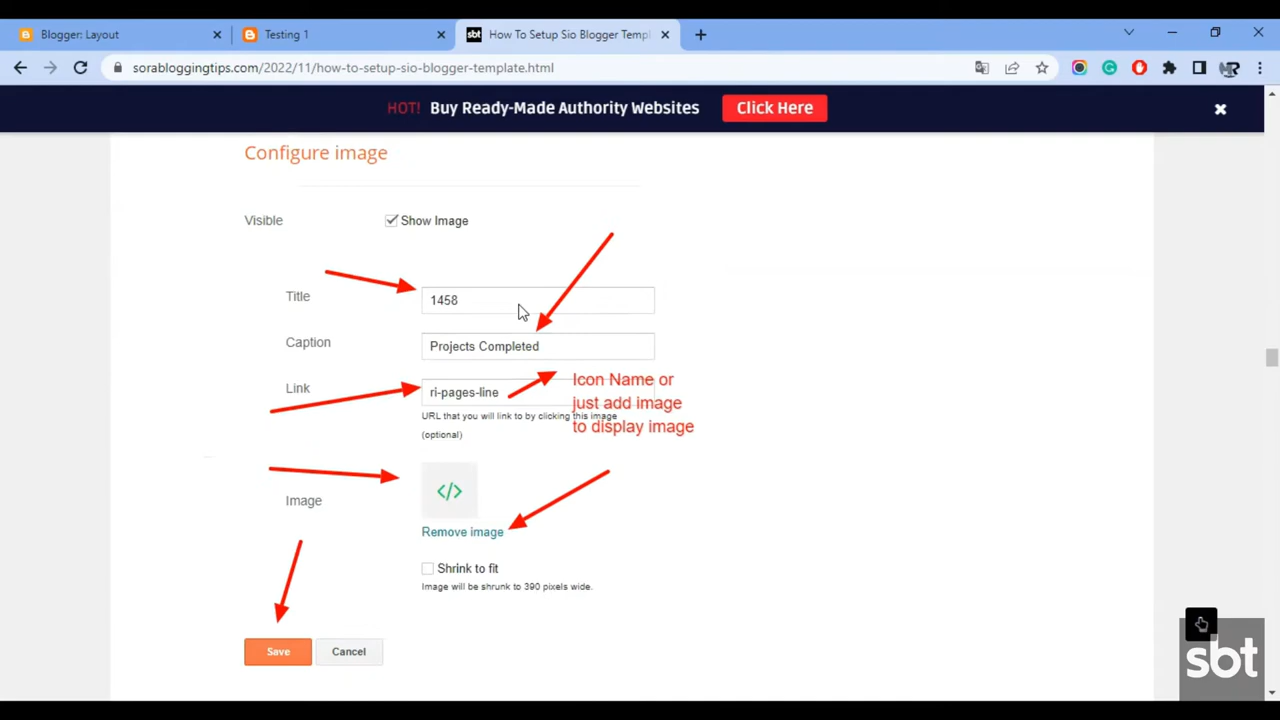 Blogger: Layout
Testing 1
sbt How To Setup Sio Blogger Templ
sorabloggingtips.com/2022/11/how-to-setup-sio-blogger-template.html
HOT! Buy Ready-Made Authority Websites Click Here
Configure image
Visible Show Image
Title 1458
Caption Projects Completed
Link ri-pages-line
Icon Name or
just add image
to display image
URL that you will link to by clicking this image
(optional)
Image </>
Remove image
Shrink to fit
Image will be shrunk to 390 pixels wide.
Save Cancel
sbt